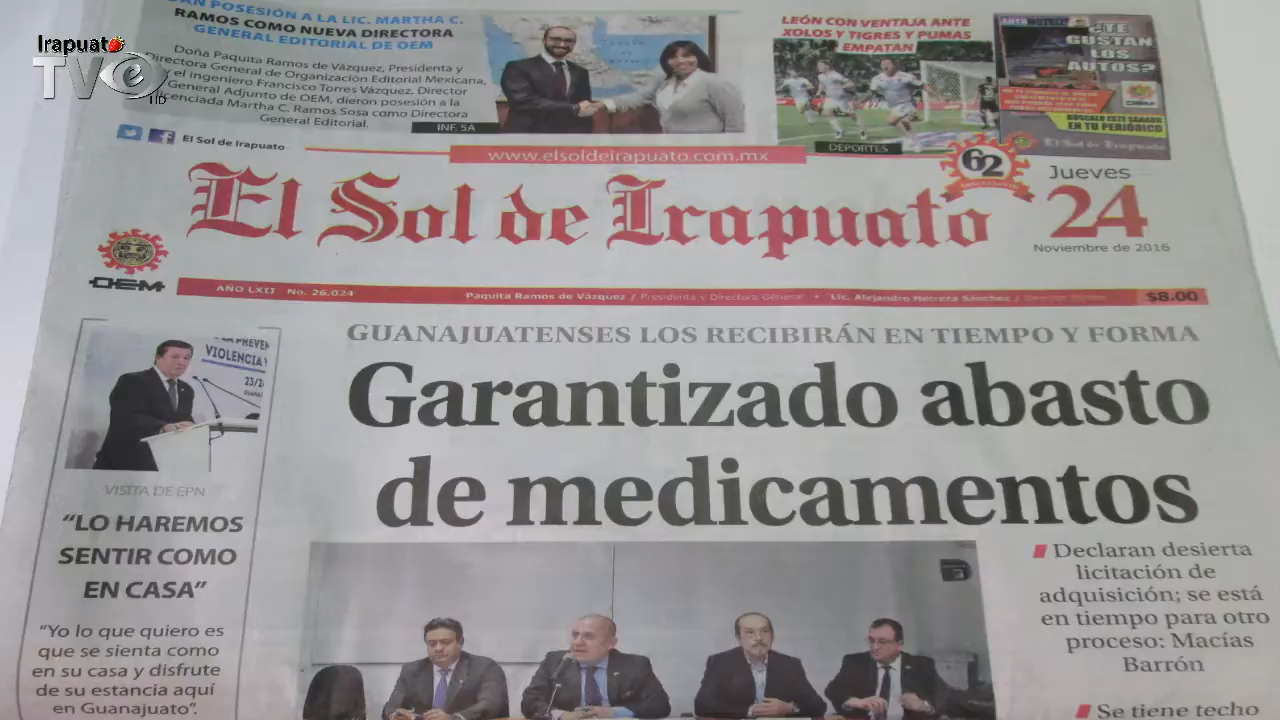 Irapuato
TV
HD
DAN POSESIÓN A LA LIC. MARTHA C.
RAMOS COMO NUEVA DIRECTORA
GENERAL EDITORIAL DE OEM
Doña Paquita Ramos de Vázquez, Presidenta y
Directora General de Organización Editorial Mexicana,
y el ingeniero Francisco Torres Vázquez, Director
General Adjunto de OEM, dieron posesión a la
licenciada Martha C. Ramos Sosa como Directora
General Editorial.
INF. 5A
LEÓN CON VENTAJA ANTE
XOLOS Y TIGRES Y PUMAS
EMPATAN
DEPORTES
¿TE
GUSTAN
LOS
AUTOS?
OEM
BÚSCALO ESTE SÁBADO
EN TU PERIÓDICO
El Sol de Irapuato
El Sol de Irapuato
www.elsoldeirapuato.com.mx
62
El Sol de Irapuato
Jueves
24
Noviembre de 2016
OEM
AÑO LXII No. 26,024
Paquita Ramos de Vázquez / Presidenta y Directora General • Lic. Alejandro Herrera Sánchez /
$8.00
VIOLENCIA
GUANAJUATENSES LOS RECIBIRÁN EN TIEMPO Y FORMA
Garantizado abasto
de medicamentos
VISITA DE EPN
“LO HAREMOS
SENTIR COMO
EN CASA”
“Yo lo que quiero es
que se sienta como
en su casa y disfrute
de su estancia aquí
en Guanajuato”.
Declaran desierta
licitación de
adquisición; se está
en tiempo para otro
proceso: Macías
Barrón
Se tiene techo